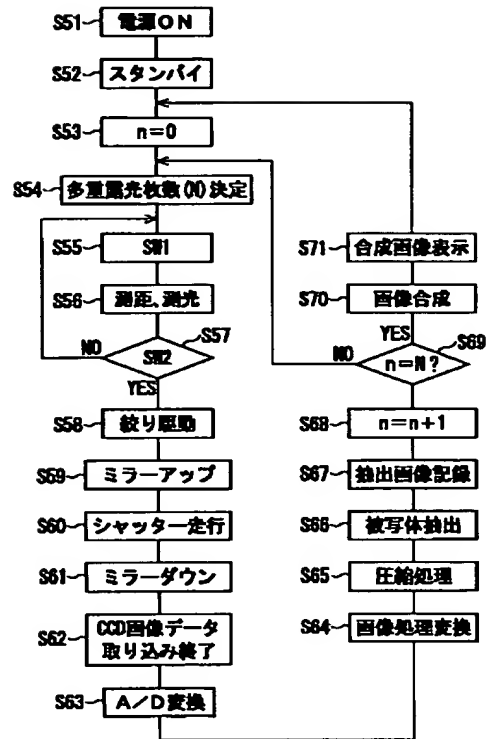 S51 電源ON
S52 スタンバイ
S53 n=0
S54 多重露光枚数(N)決定
S55 SW1
S56 測距、測光
S57
SW2
NO
YES
S58 絞り駆動
S59 ミラーアップ
S60 シャッター走行
S61 ミラーダウン
S62 CCD画像データ
取り込み終了
S63 A/D変換
S64 画像処理変換
S65 圧縮処理
S66 被写体抽出
S67 抽出画像記録
S68 n=n+1
S69
n=N?
NO
YES
S70 画像合成
S71 合成画像表示